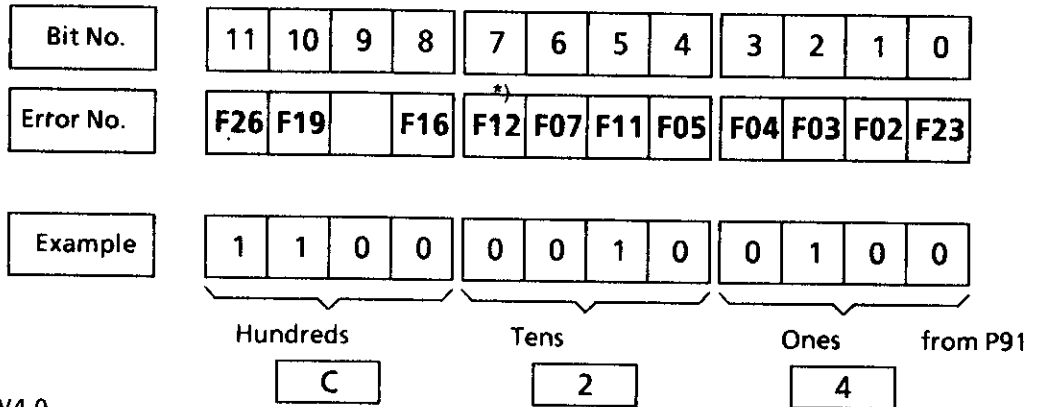 Bit No. 11 10 9 8 7 6 5 4 3 2 1 0
*)
Error No. F26 F19 F16 F12 F07 F11 F05 F04 F03 F02 F23
Example 1 1 0 0 0 0 1 0 0 1 0 0
Hundreds Tens Ones from P91
C 2 4